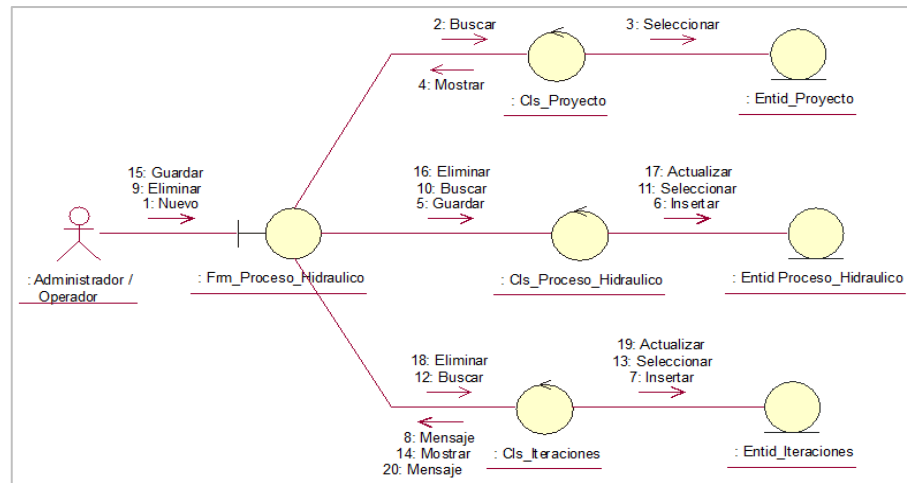 2: Buscar
3: Seleccionar
4: Mostrar
: Cls_Proyecto
: Entid_Proyecto
15: Guardar
9: Eliminar
1: Nuevo
16: Eliminar
10: Buscar
5: Guardar
17: Actualizar
11: Seleccionar
6: Insertar
: Administrador /
Operador
: Frm_Proceso_Hidraulico
: Cls_Proceso_Hidraulico
: Entid Proceso_Hidraulico
18: Eliminar
12: Buscar
19: Actualizar
13: Seleccionar
7: Insertar
8: Mensaje
14: Mostrar
20: Mensaje
: Cls_Iteraciones
: Entid_Iteraciones